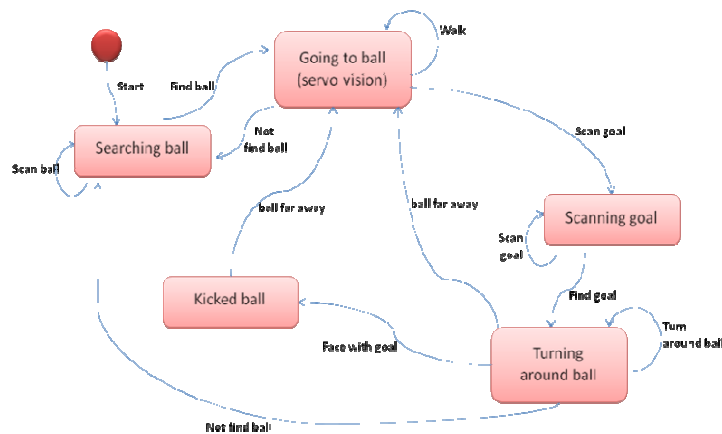 Start
Find ball
Going to ball
(servo vision)
Walk
Searching ball
Not
find ball
Scan ball
Scan goal
ball far away
ball far away
Scanning goal
Scan
goal
Kicked ball
Find goal
Face with goal
Turning
around ball
Turn
around ball
Not find ball